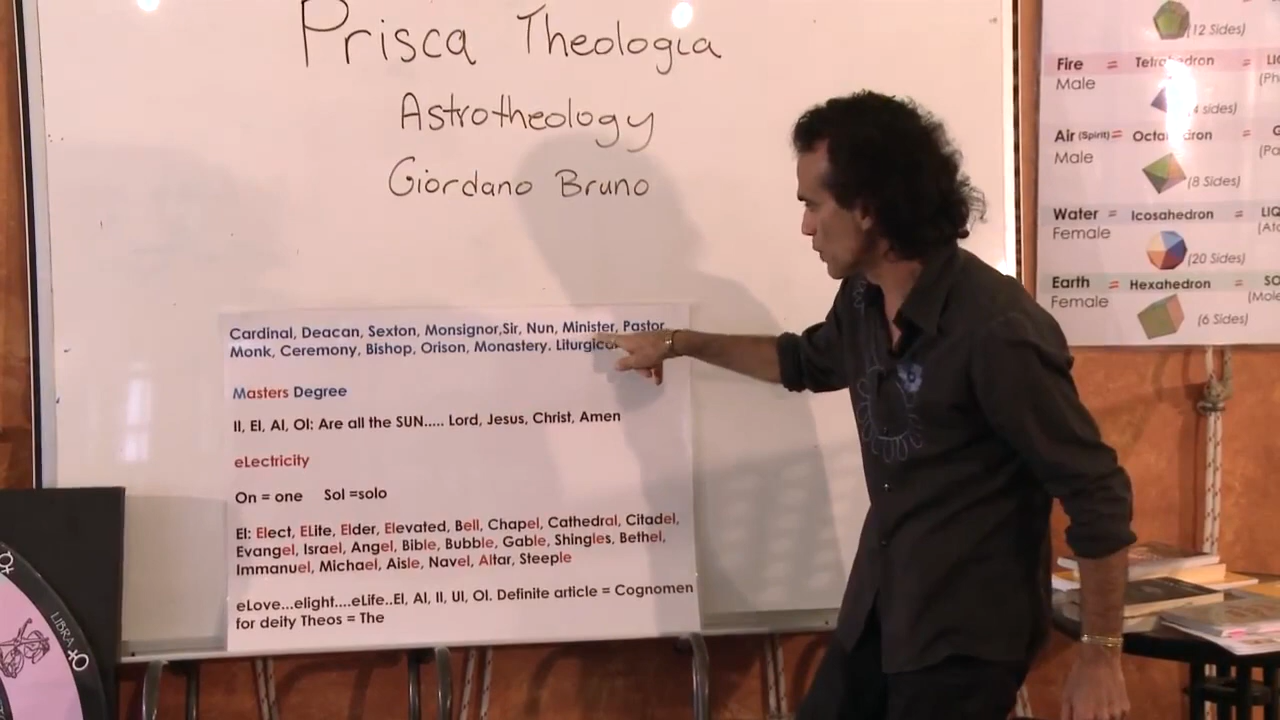 Prisca Theologia
Astrotheology
Giordano Bruno
Cardinal, Deacan, Sexton, Monsignor,Sir, Nun, Minister, Pastor
Monk, Ceremony, Bishop, Orison, Monastery. Liturgical
Masters Degree
Il, El, Al, Ol: Are all the SUN..... Lord, Jesus, Christ, Amen
eLectricity
On = one Sol =solo
El: Elect, ELite, Elder, Elevated, Bell, Chapel, Cathedral, Citadel,
Evangel, Israel, Angel, Bible, Bubble, Gable, Shingles, Bethel,
Immanuel, Michael, Aisle, Navel, Altar, Steeple
eLove...elight....eLife..El, Al, Il, Ul, Ol. Definite article = Cognomen
for deity Theos = The
(12 Sides)
Fire = Tetrahedron =
Male
4 sides)
Air (Spirit) = Octahedron =
Male
(8 Sides)
Water = Icosahedron =
Female
(20 Sides)
Earth = Hexahedron =
Female
(6 Sides)
LIBRA